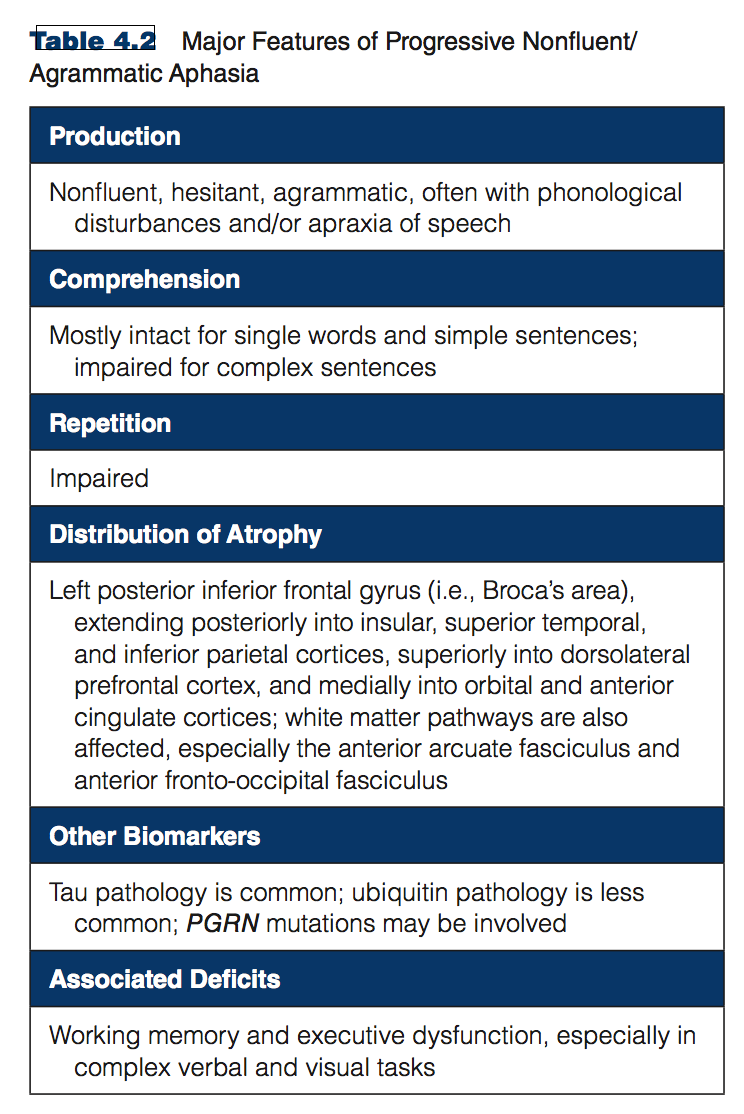 Table 4.2 Major Features of Progressive Nonfluent/
Agrammatic Aphasia
Production
Nonfluent, hesitant, agrammatic, often with phonological
disturbances and/or apraxia of speech
Comprehension
Mostly intact for single words and simple sentences;
impaired for complex sentences
Repetition
Impaired
Distribution of Atrophy
Left posterior inferior frontal gyrus (i.e., Broca’s area),
extending posteriorly into insular, superior temporal,
and inferior parietal cortices, superiorly into dorsolateral
prefrontal cortex, and medially into orbital and anterior
cingulate cortices; white matter pathways are also
affected, especially the anterior arcuate fasciculus and
anterior fronto-occipital fasciculus
Other Biomarkers
Tau pathology is common; ubiquitin pathology is less
common; PGRN mutations may be involved
Associated Deficits
Working memory and executive dysfunction, especially in
complex verbal and visual tasks